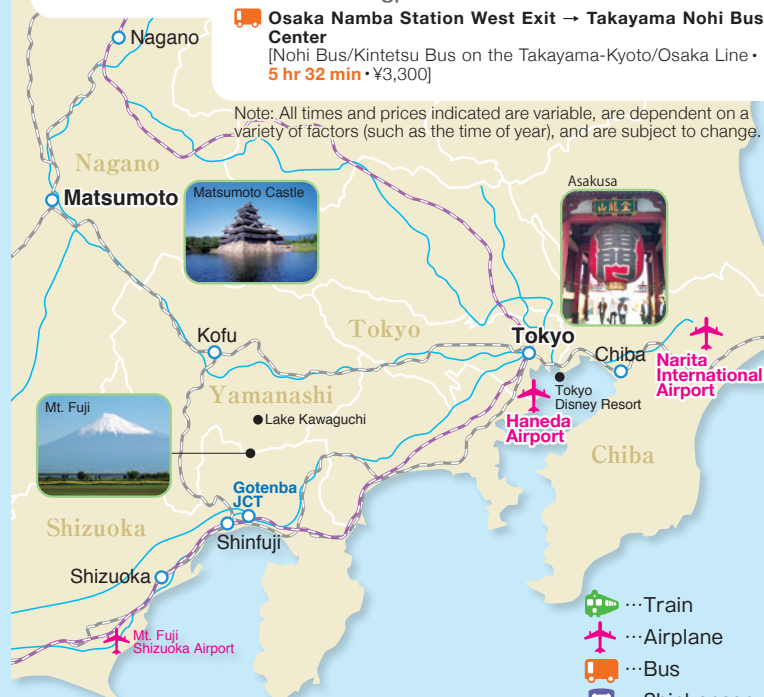 Osaka Namba Station West Exit → Takayama Nohi Bus
Center
[Nohi Bus/Kintetsu Bus on the Takayama-Kyoto/Osaka Line •
5 hr 32 min • ¥3,300]
Note: All times and prices indicated are variable, are dependent on a
variety of factors (such as the time of year), and are subject to change.
Nagano
Nagano
Matsumoto
Matsumoto Castle
Asakusa
金龍山
門
Kofu
Tokyo
Tokyo
Chiba
Narita
International
Airport
Yamanashi
Tokyo
Disney Resort
Mt. Fuji
Lake Kawaguchi
Haneda
Airport
Chiba
Gotenba
JCT
Shizuoka
Shinfuji
Shizuoka
Mt. Fuji
Shizuoka Airport
…Train
…Airplane
…Bus